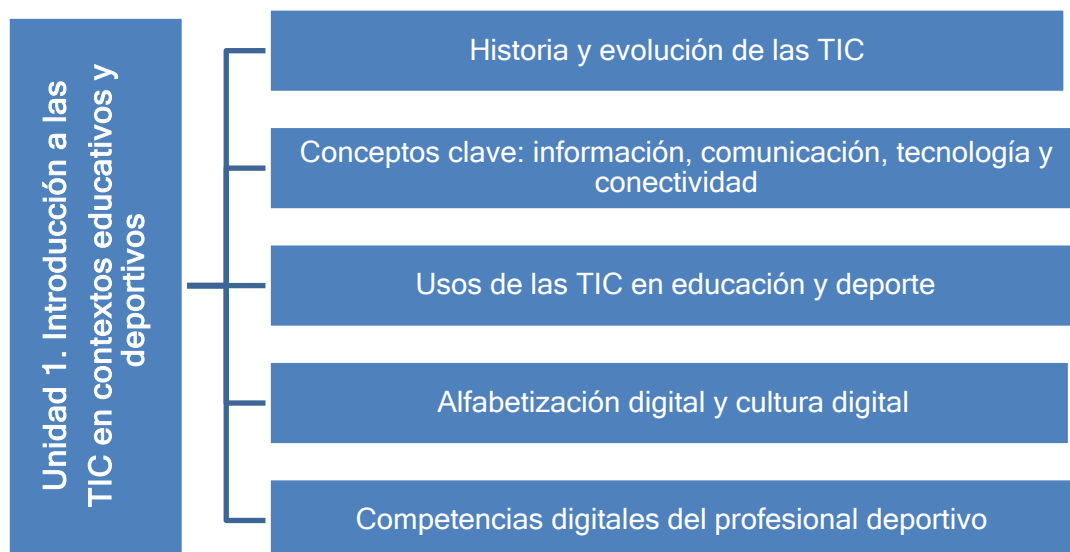 Unidad 1. Introducción a las
TIC en contextos educativos y
deportivos
Historia y evolución de las TIC
Conceptos clave: información, comunicación, tecnología y
conectividad
Usos de las TIC en educación y deporte
Alfabetización digital y cultura digital
Competencias digitales del profesional deportivo